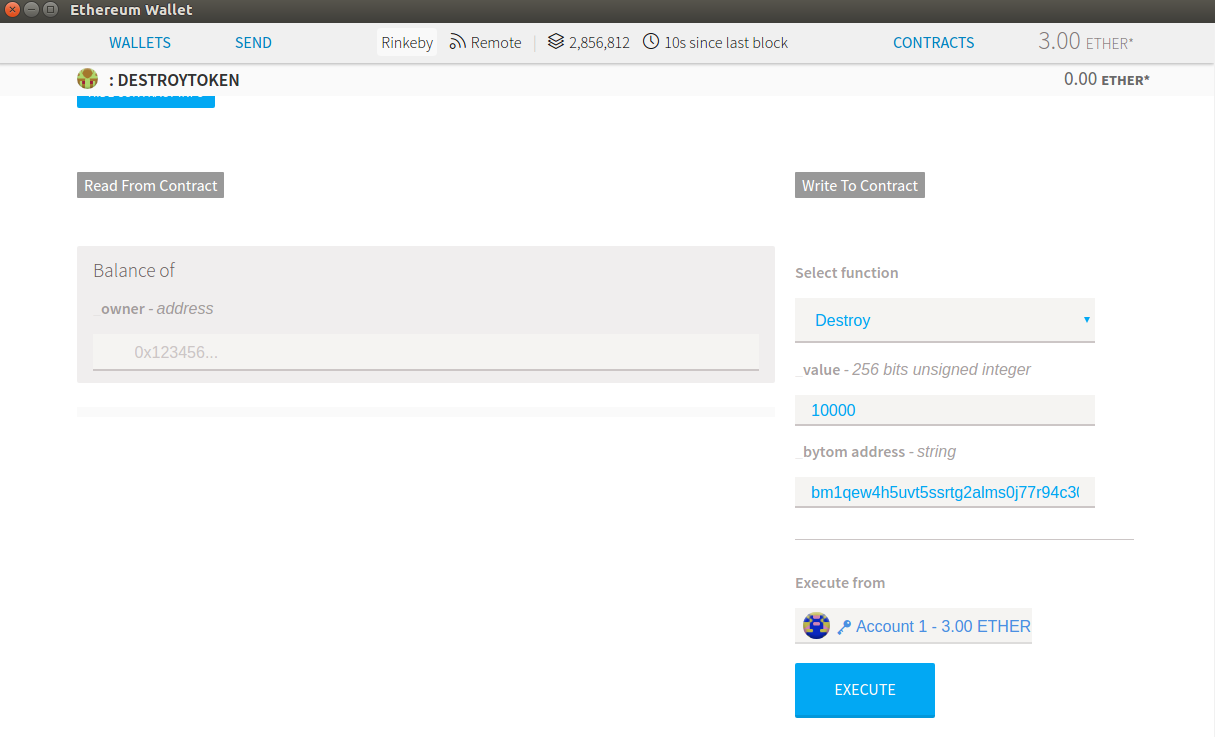 Ethereum Wallet
WALLETS SEND Rinkeby Remote | 2,856,812 10s since last block CONTRACTS 3.00 ETHER*
: DESTROYTOKEN 0.00 ETHER*
Read From Contract
Write To Contract
Balance of
_owner - address
0x123456...
Select function
Destroy
_value - 256 bits unsigned integer
10000
_bytom address - string
bm1qew4h5uvt5ssrtg2alms0j77r94c30
Execute from
Account 1 - 3.00 ETHER
EXECUTE